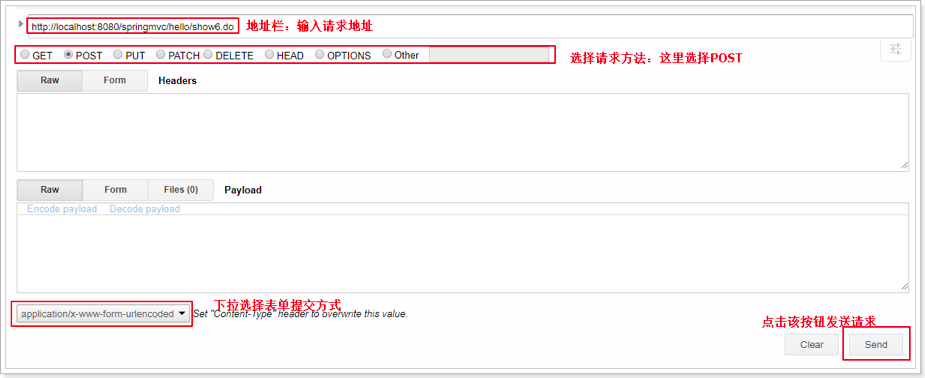 http://localhost:8080/springmvc/hello/show6.do 地址栏：输入请求地址
GET POST PUT PATCH DELETE HEAD OPTIONS Other 选择请求方法：这里选择POST
Raw Form Headers
Raw Form Files (0) Payload
Encode payload Decode payload
下拉选择表单提交方式
application/x-www-form-urlencoded Set "Content-Type" header to overwrite this value.
点击该按钮发送请求
Clear Send